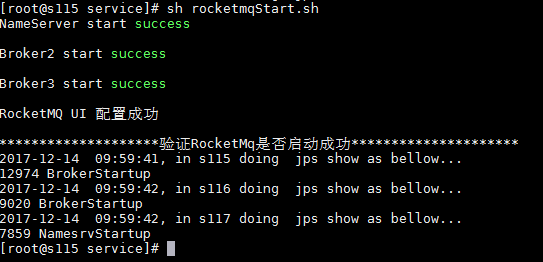 [root@s115 service]# sh rocketmqStart.sh
NameServer start success
Broker2 start success
Broker3 start success
RocketMQ UI 配置成功
********************验证RocketMq是否启动成功*********************
2017-12-14  09:59:41, in s115 doing  jps show as bellow...
12974 BrokerStartup
2017-12-14  09:59:42, in s116 doing  jps show as bellow...
9020 BrokerStartup
2017-12-14  09:59:42, in s117 doing  jps show as bellow...
7859 NamesrvStartup
[root@s115 service]#